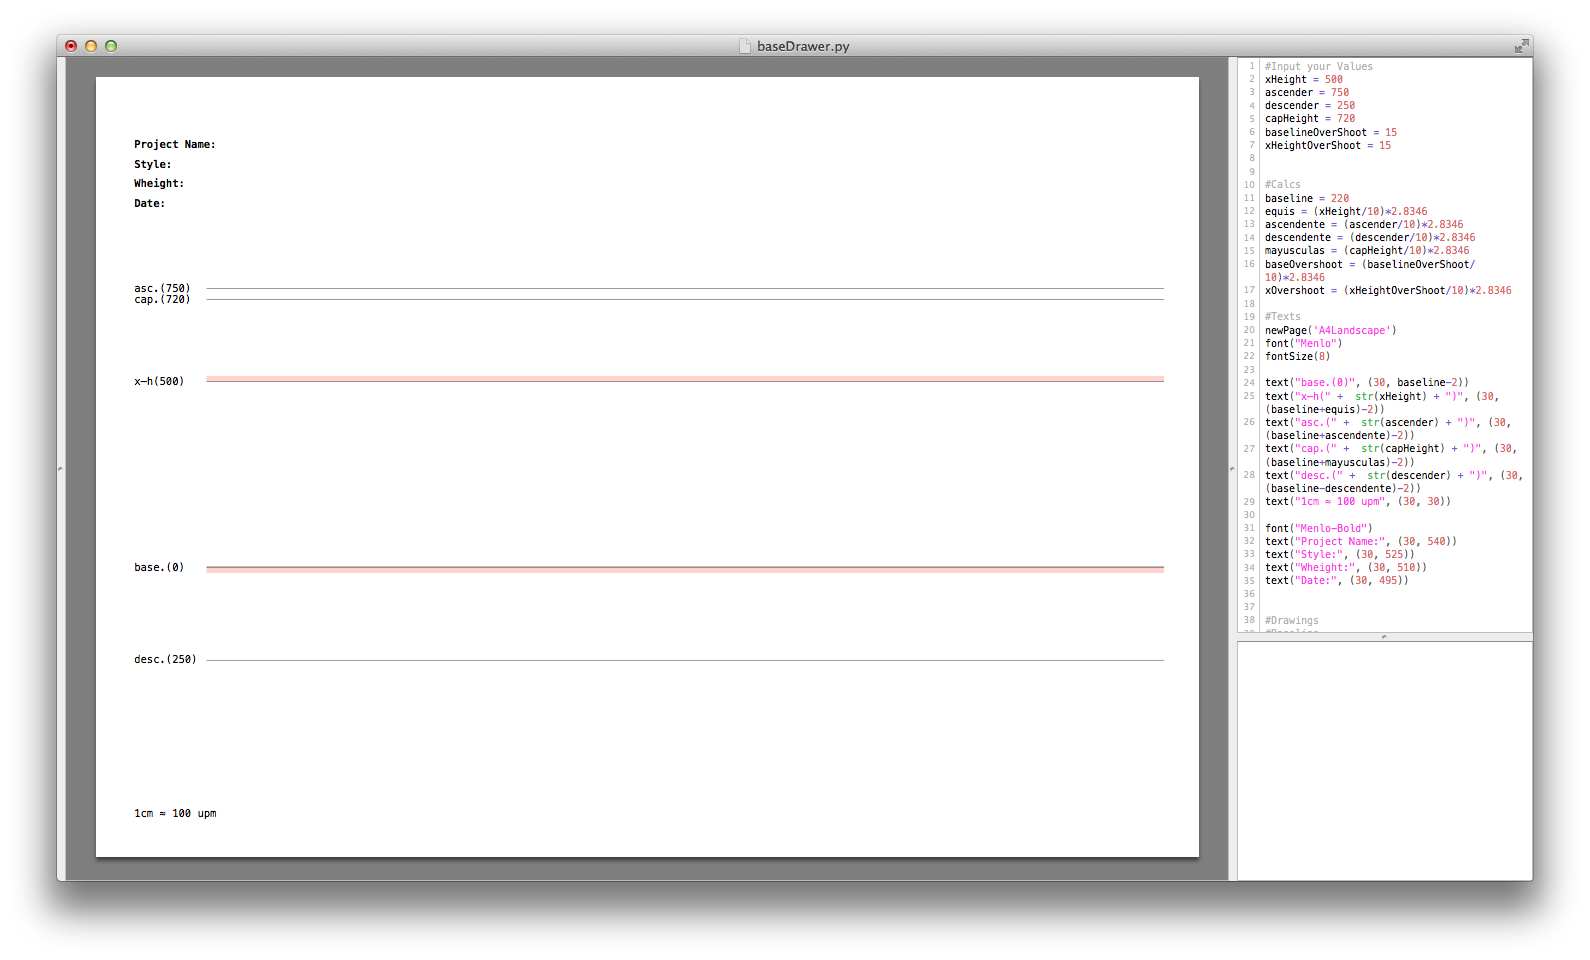 baseDrawer.py
Project Name:
Style:
Wheight:
Date:
asc.(750)
cap.(720)
x-h(500)
base.(0)
desc.(250)
1cm ≈ 100 upm
1 #Input your Values
2 xHeight = 500
3 ascender = 750
4 descender = 250
5 capHeight = 720
6 baselineOverShoot = 15
7 xHeightOverShoot = 15
8
9
10 #Calcs
11 baseline = 220
12 equis = (xHeight/10)*2.8346
13 ascendente = (ascender/10)*2.8346
14 descendente = (descender/10)*2.8346
15 mayusculas = (capHeight/10)*2.8346
16 baseOvershoot = (baselineOverShoot/
10)*2.8346
17 xOvershoot = (xHeightOverShoot/10)*2.8346
18
19 #Texts
20 newPage('A4Landscape')
21 font("Menlo")
22 fontSize(8)
23
24 text("base.(0)", (30, baseline-2))
25 text("x-h(" +  str(xHeight) + ")", (30,
(baseline+equis)-2))
26 text("asc.(" +  str(ascender) + ")", (30,
(baseline+ascendente)-2))
27 text("cap.(" +  str(capHeight) + ")", (30,
(baseline+mayusculas)-2))
28 text("desc.(" +  str(descender) + ")", (30,
(baseline-descendente)-2))
29 text("1cm ≈ 100 upm", (30, 30))
30
31 font("Menlo-Bold")
32 text("Project Name:", (30, 540))
33 text("Style:", (30, 525))
34 text("Wheight:", (30, 510))
35 text("Date:", (30, 495))
36
37
38 #Drawings